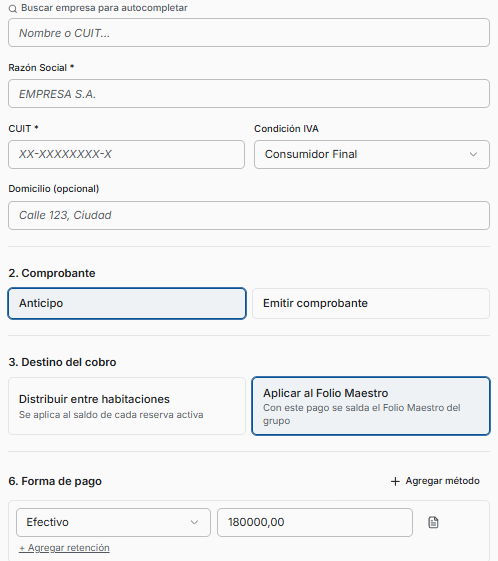 Buscar empresa para autocompletar
Nombre o CUIT...
Razón Social *
EMPRESA S.A.
CUIT *
Condición IVA
XX-XXXXXXXX-X
Consumidor Final
Domicilio (opcional)
Calle 123, Ciudad
2. Comprobante
Anticipo
Emitir comprobante
3. Destino del cobro
Distribuir entre habitaciones
Se aplica al saldo de cada reserva activa
Aplicar al Folio Maestro
Con este pago se salda el Folio Maestro del
grupo
6. Forma de pago
+ Agregar método
Efectivo
180000,00
+ Agregar retención